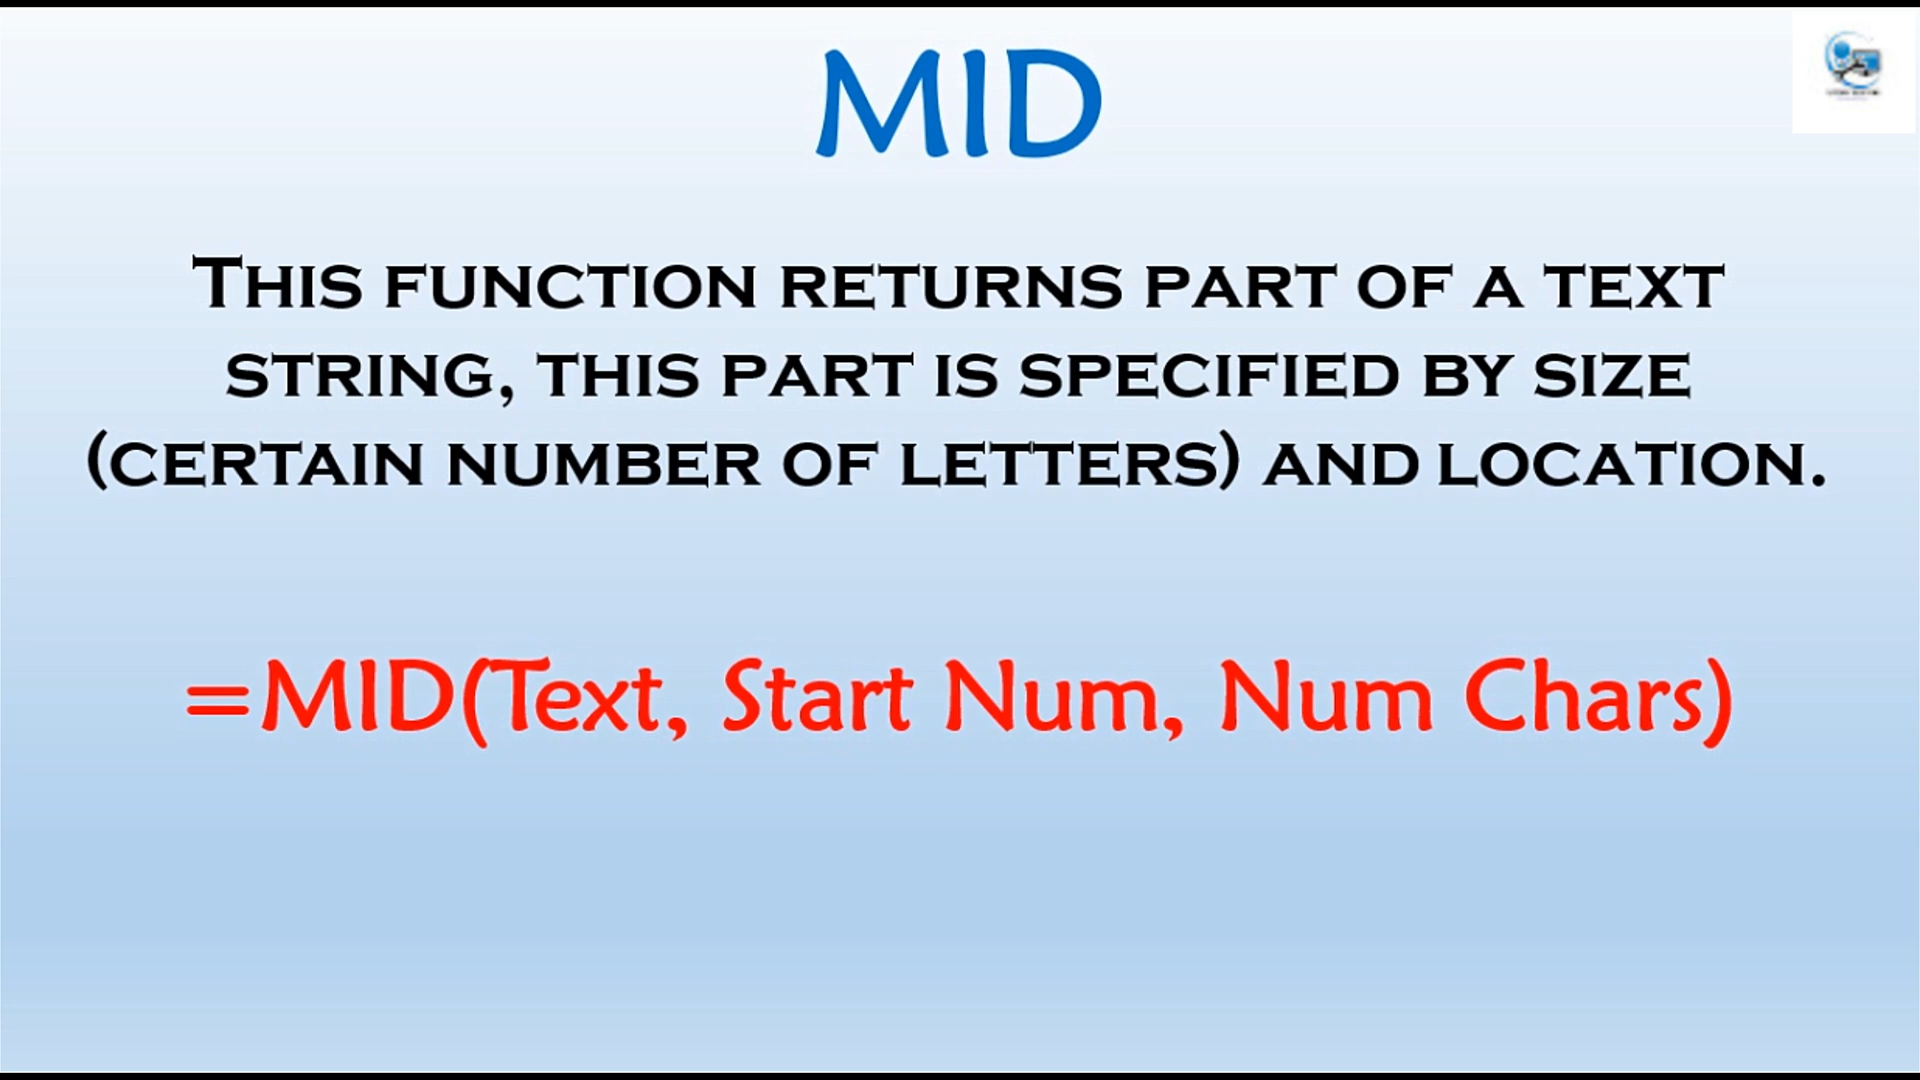 MID
THIS FUNCTION RETURNS PART OF A TEXT
STRING, THIS PART IS SPECIFIED BY SIZE
(CERTAIN NUMBER OF LETTERS) AND LOCATION.
=MID(Text, Start Num, Num Chars)